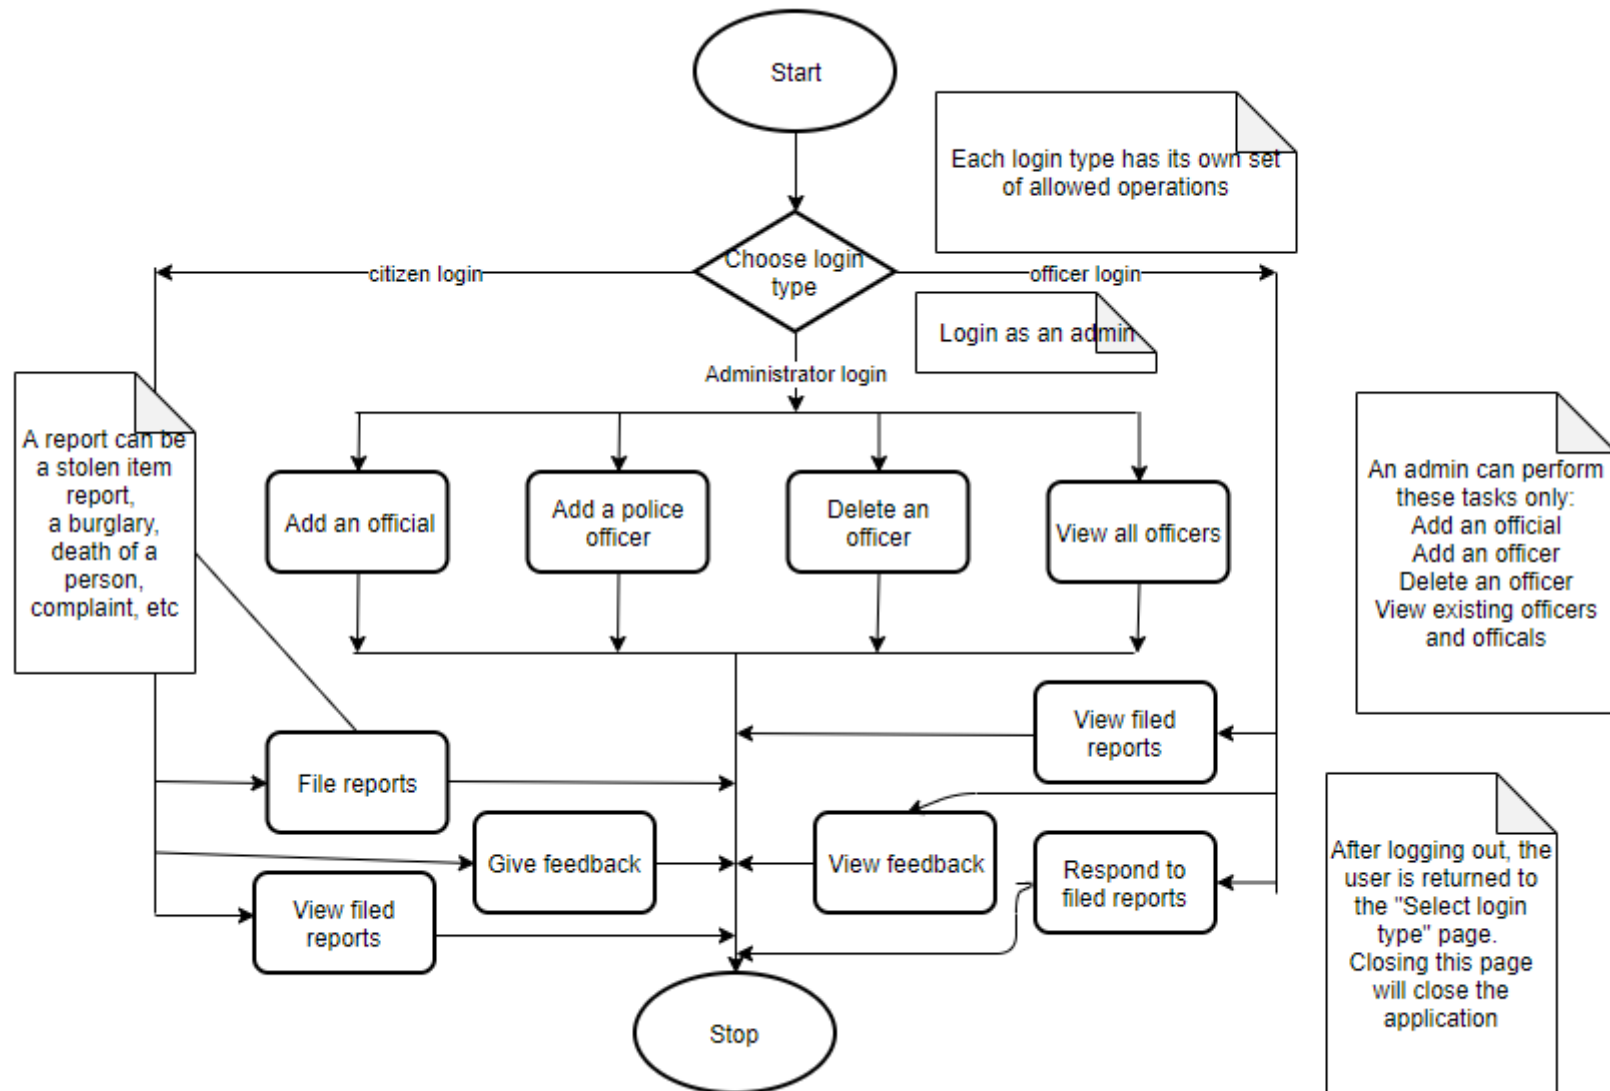 Start
Each login type has its own set
of allowed operations
Choose login
type
citizen login
officer login
Login as an admin
Administrator login
A report can be
a stolen item
report,
a burglary,
death of a
person,
complaint, etc
Add an official
Add a police
officer
Delete an
officer
View all officers
An admin can perform
these tasks only:
Add an official
Add an officer
Delete an officer
View existing officers
and officals
View filed
reports
File reports
Give feedback
View feedback
Respond to
filed reports
View filed
reports
After logging out, the
user is returned to
the "Select login
type" page.
Closing this page
will close the
application
Stop